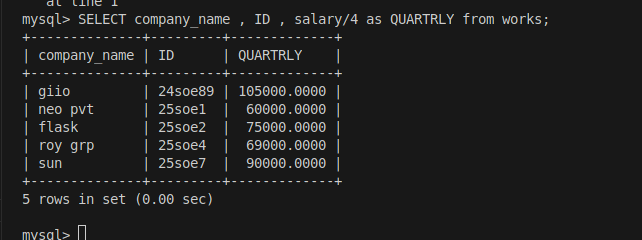 at line 1
mysql> SELECT company_name , ID , salary/4 as QUARTRLY from works;
+--------------+---------+-------------+
| company_name | ID      | QUARTRLY    |
+--------------+---------+-------------+
| giio         | 24soe89 | 105000.0000 |
| neo pvt      | 25soe1  |  60000.0000 |
| flask        | 25soe2  |  75000.0000 |
| roy grp      | 25soe4  |  69000.0000 |
| sun          | 25soe7  |  90000.0000 |
+--------------+---------+-------------+
5 rows in set (0.00 sec)
mysql>